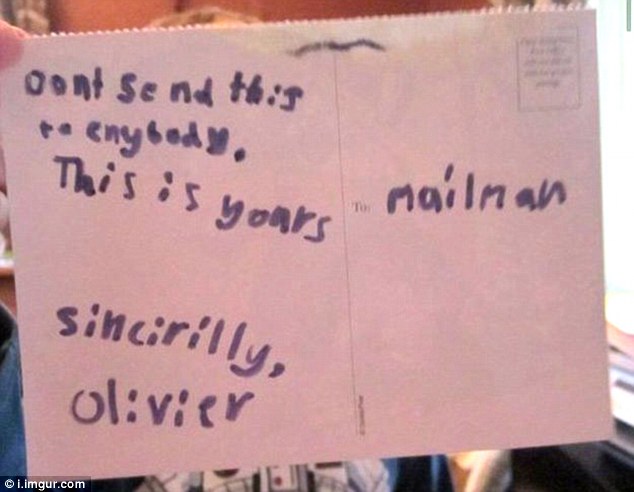 Dont send this
to enybody.
This is yours
To: mailman
sincirilly,
Olivier
© i.imgur.com